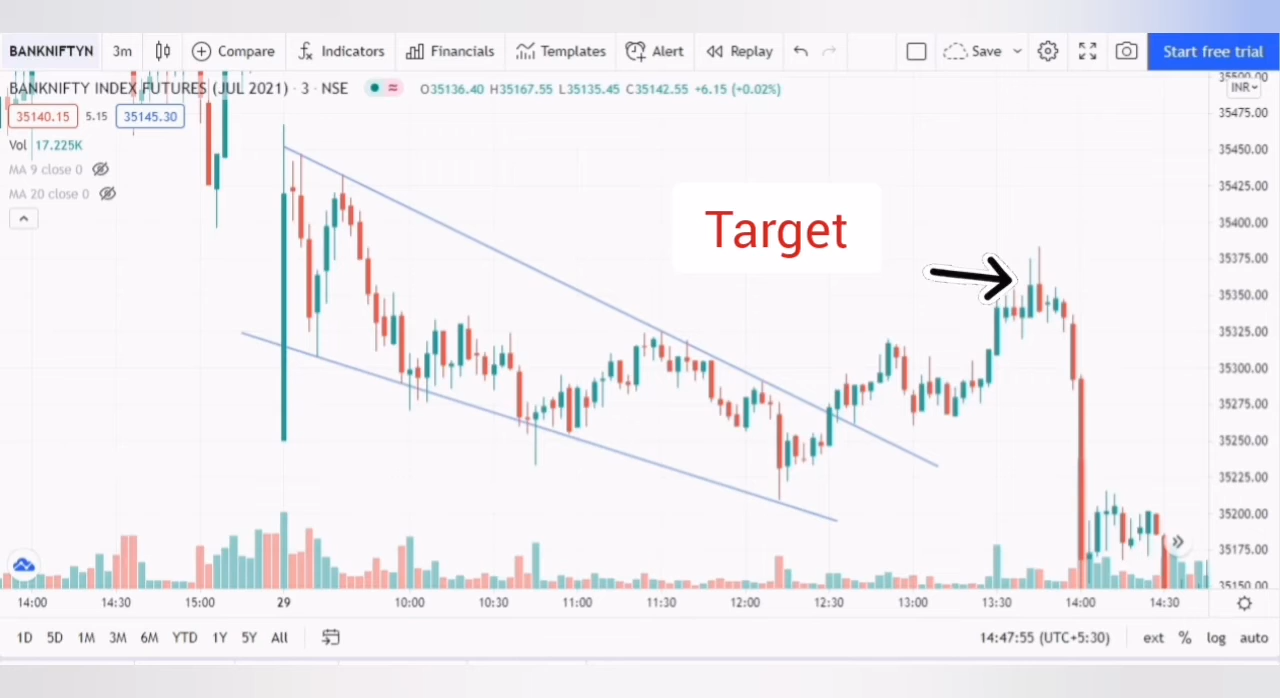 BANKNIFTYN 3m Compare Indicators Financials Templates Alert Replay Save Start free trial
BANKNIFTY INDEX FUTURES (JUL 2021) · 3 · NSE O35136.40 H35167.55 L35135.45 C35142.55 +6.15 (+0.02%)
35140.15 5.15 35145.30
Vol 17.225K
MA 9 close 0
MA 20 close 0
Target
35500.00
INR
35475.00
35450.00
35425.00
35400.00
35375.00
35350.00
35325.00
35300.00
35275.00
35250.00
35225.00
35200.00
35175.00
35150.00
14:00 14:30 15:00 29 10:00 10:30 11:00 11:30 12:00 12:30 13:00 13:30 14:00 14:30
1D 5D 1M 3M 6M YTD 1Y 5Y All 14:47:55 (UTC+5:30) ext % log auto